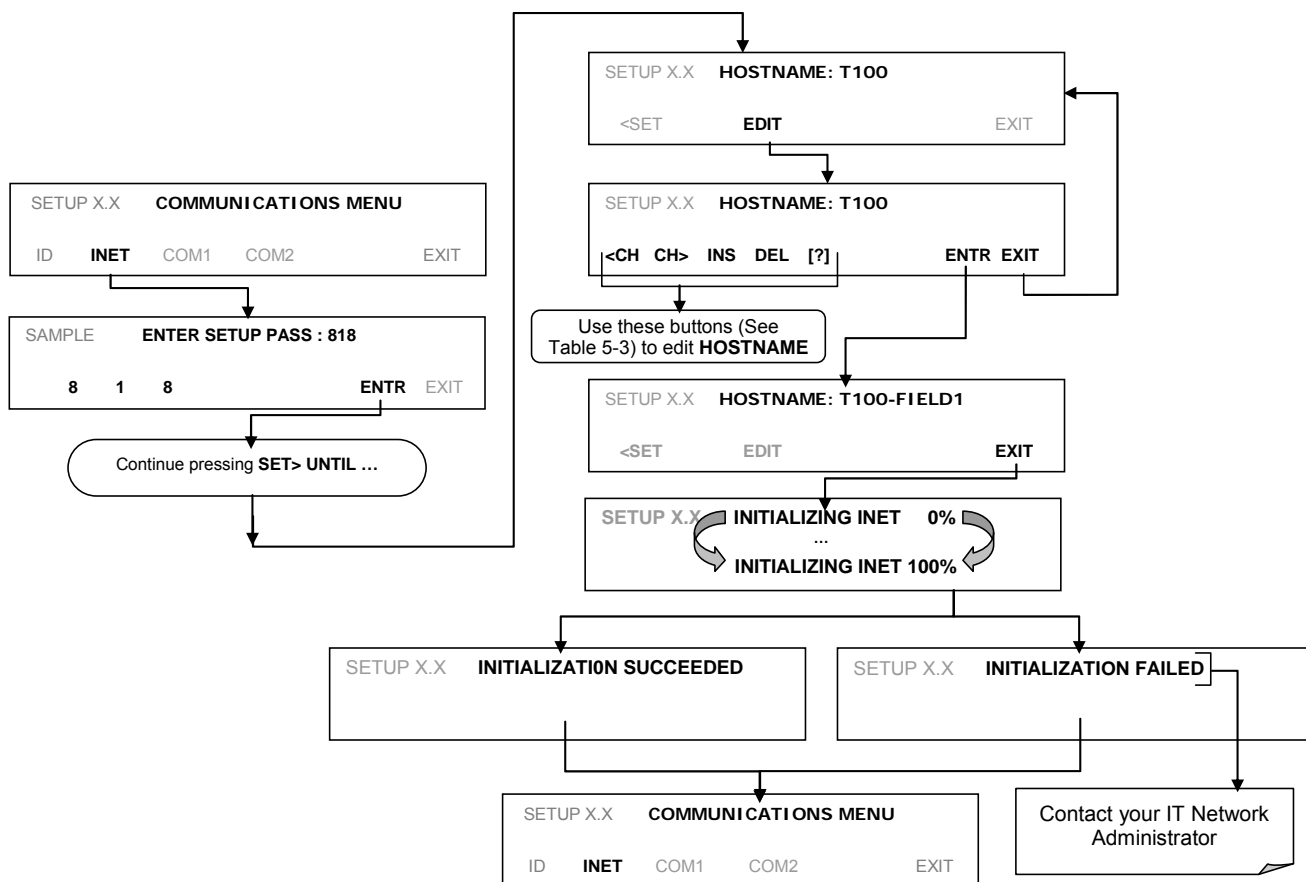 SETUP X.X COMMUNICATIONS MENU
ID INET COM1 COM2 EXIT
SAMPLE ENTER SETUP PASS : 818
8 1 8 ENTR EXIT
Continue pressing SET> UNTIL ...
SETUP X.X HOSTNAME: T100
<SET EDIT EXIT
SETUP X.X HOSTNAME: T100
<CH CH> INS DEL [?] ENTR EXIT
Use these buttons (See
Table 5-3) to edit HOSTNAME
SETUP X.X HOSTNAME: T100-FIELD1
<SET EDIT EXIT
SETUP X.X INITIALIZING INET 0%
...
INITIALIZING INET 100%
SETUP X.X INITIALIZATI0N SUCCEEDED
SETUP X.X INITIALIZATION FAILED
SETUP X.X COMMUNICATIONS MENU
ID INET COM1 COM2 EXIT
Contact your IT Network
Administrator